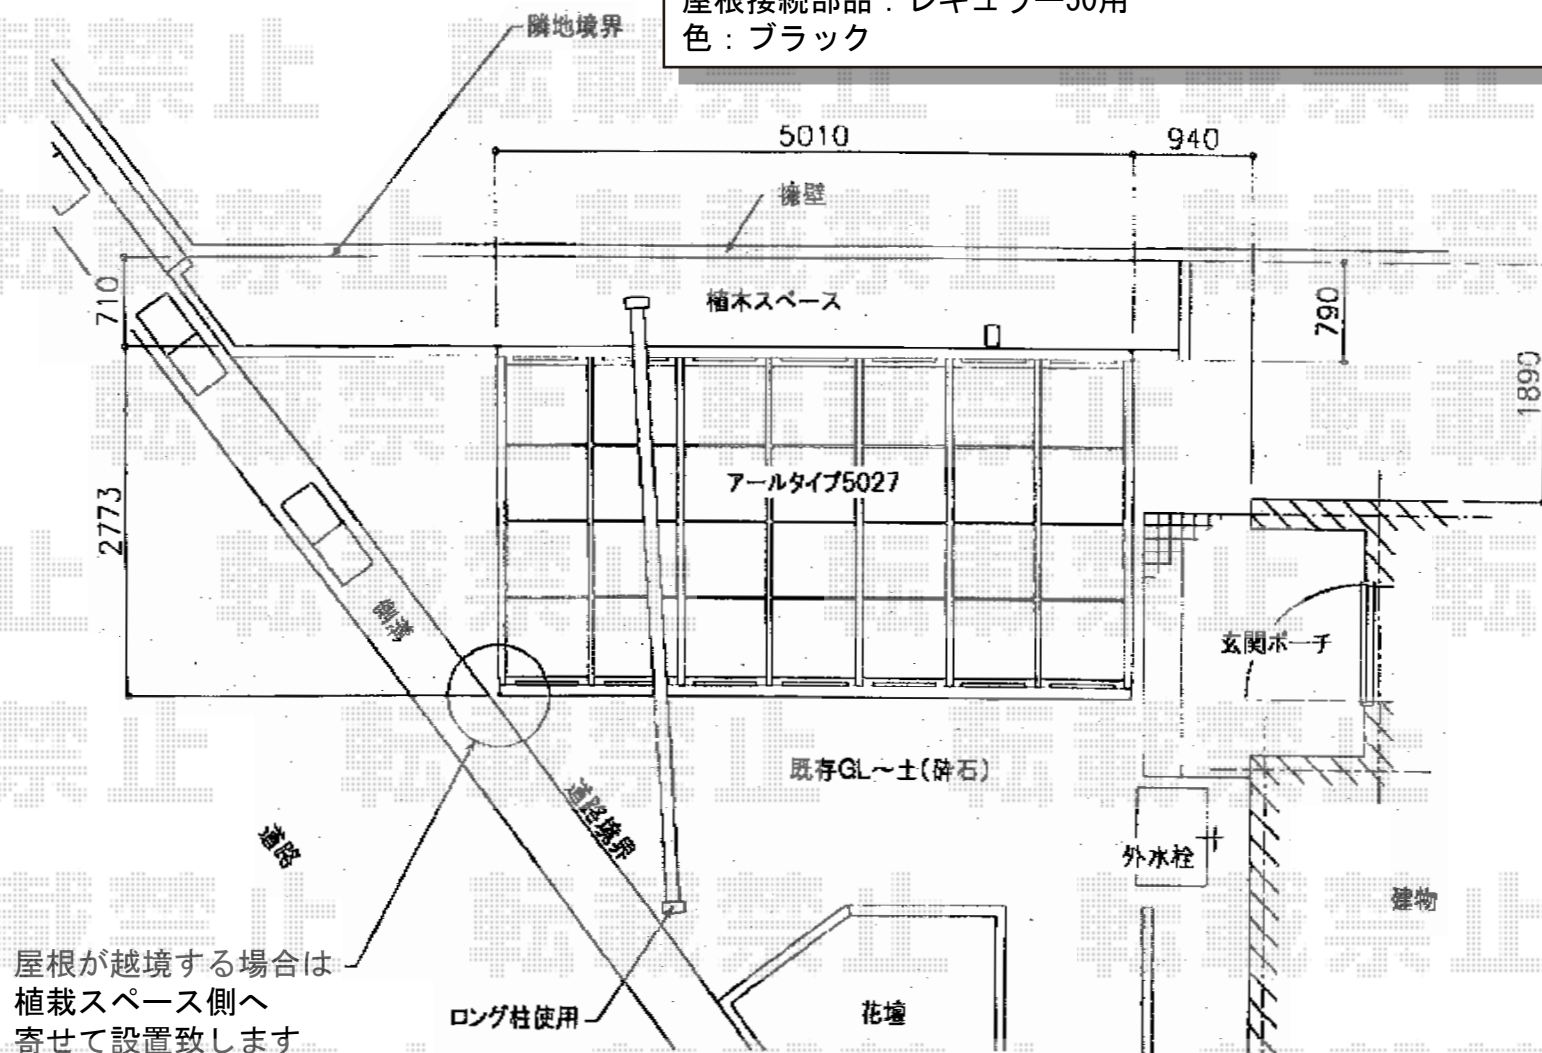 屋根接続部品：レギュラー50用
色：ブラック
隣地境界
5010
940
擁壁
710
植木スペース
790
1890
アールタイプ5027
2773
側溝
玄関ポーチ
既存GL～土(砕石)
道路境界
道路
外水栓
建物
屋根が越境する場合は
植栽スペース側へ
寄せて設置致します
ロング柱使用
花壇
転載禁止